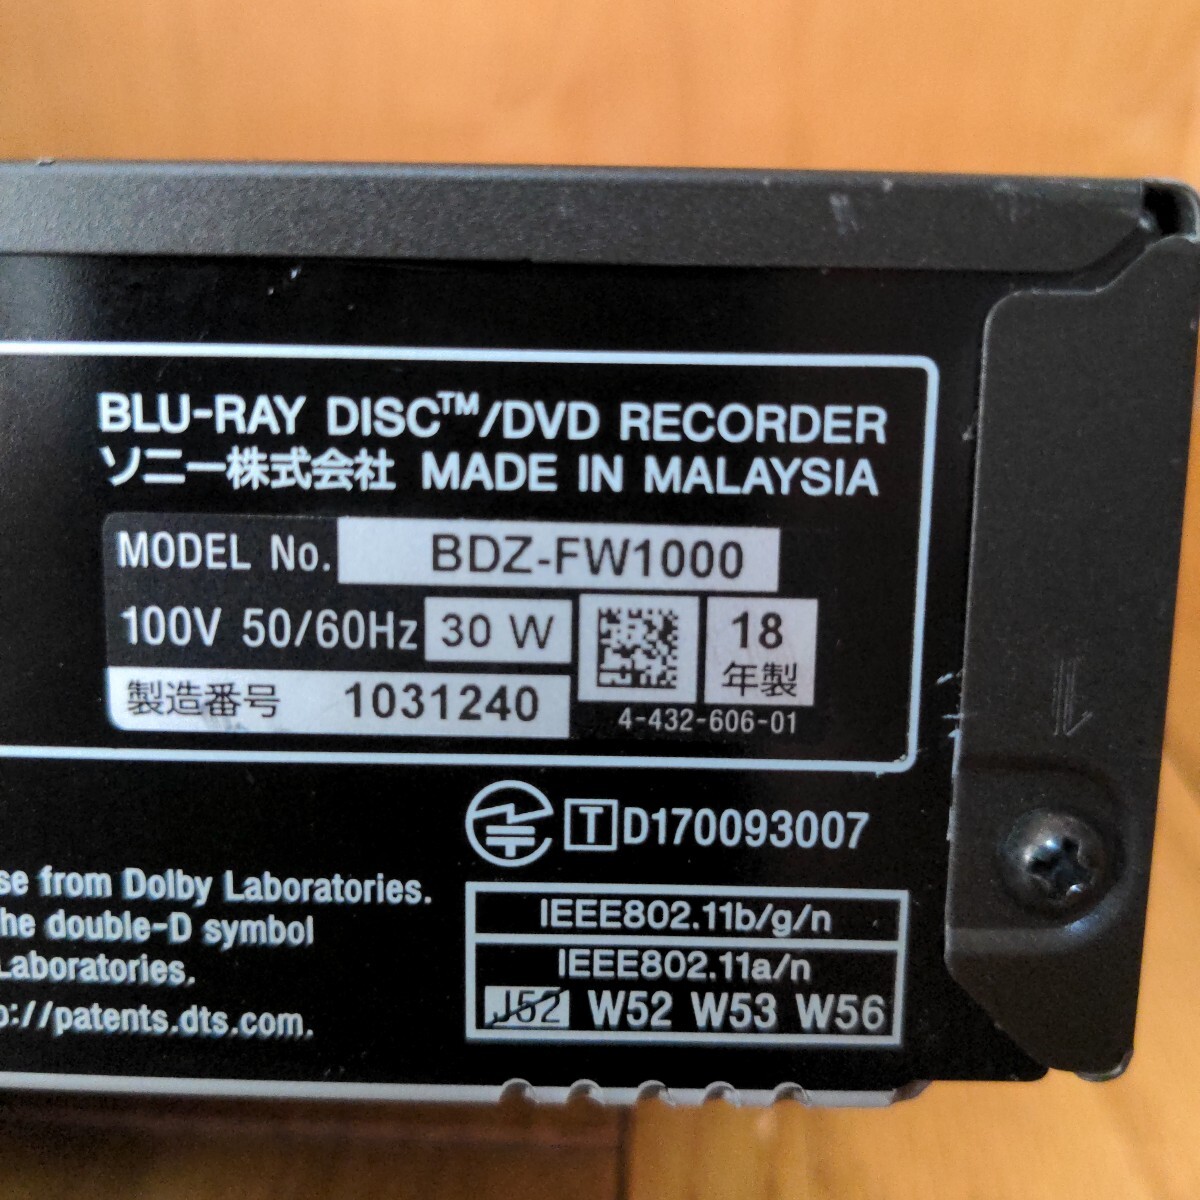 BLU-RAY DISC™/DVD RECORDER
ソニー株式会社 MADE IN MALAYSIA
MODEL No. BDZ-FW1000
100V 50/60Hz 30 W
18
年製
製造番号 1031240
4-432-606-01
T D170093007
se from Dolby Laboratories.
he double-D symbol
Laboratories.
p://patents.dts.com.
IEEE802.11b/g/n
IEEE802.11a/n
J52 W52 W53 W56